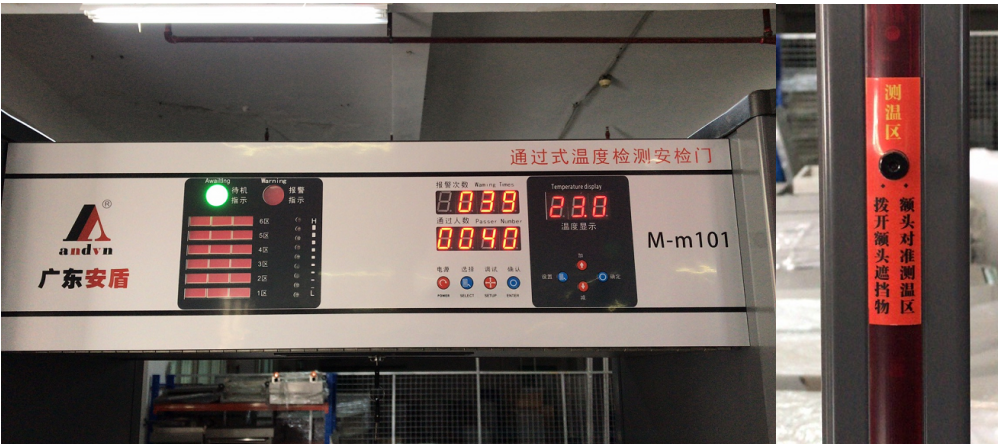 通过式温度检测安检门
Awaiting
待机
指示
Warning
报警
指示
6区
5区
4区
3区
2区
1区
H
L
®
andun
广东安盾
报警次数 Warning Times
039
通过人数 Passer Number
0040
电源
选择
调试
确认
POWER
SELECT
SETUP
ENTER
Temperature display
23.0
温度显示
加
设置
确定
减
M-m101
测温区
·额头对准测温区
·拨开额头遮挡物